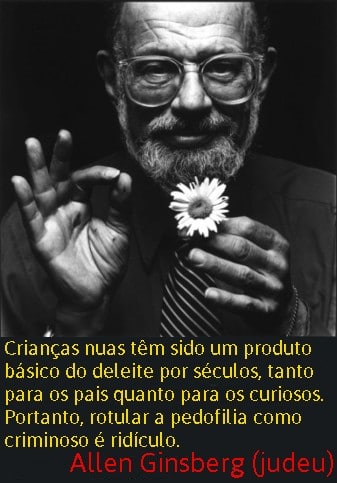 Crianças nuas têm sido um produto
básico do deleite por séculos, tanto
para os pais quanto para os curiosos.
Portanto, rotular a pedofilia como
criminoso é ridículo.
Allen Ginsberg (judeu)